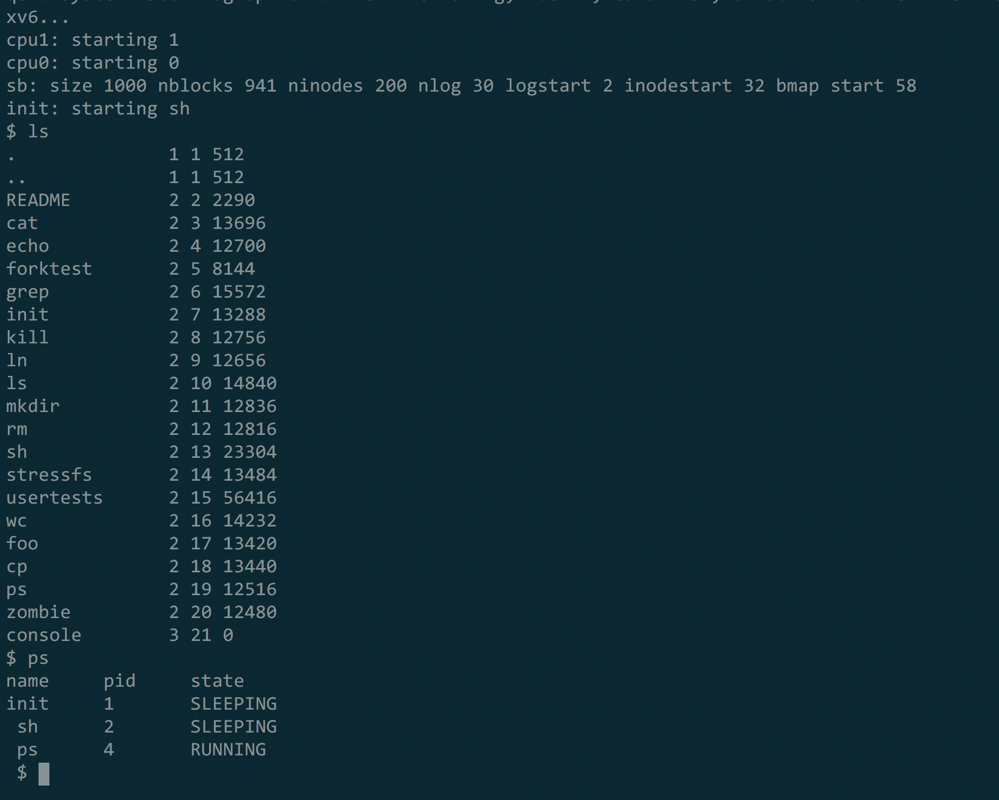 xv6...
cpu1: starting 1
cpu0: starting 0
sb: size 1000 nblocks 941 ninodes 200 nlog 30 logstart 2 inodestart 32 bmap start 58
init: starting sh
$ ls
.              1 1 512
..             1 1 512
README         2 2 2290
cat            2 3 13696
echo           2 4 12700
forktest       2 5 8144
grep           2 6 15572
init           2 7 13288
kill           2 8 12756
ln             2 9 12656
ls             2 10 14840
mkdir          2 11 12836
rm             2 12 12816
sh             2 13 23304
stressfs       2 14 13484
usertests      2 15 56416
wc             2 16 14232
foo            2 17 13420
cp             2 18 13440
ps             2 19 12516
zombie         2 20 12480
console        3 21 0
$ ps
name     pid     state
init     1       SLEEPING
 sh      2       SLEEPING
 ps      4       RUNNING
 $